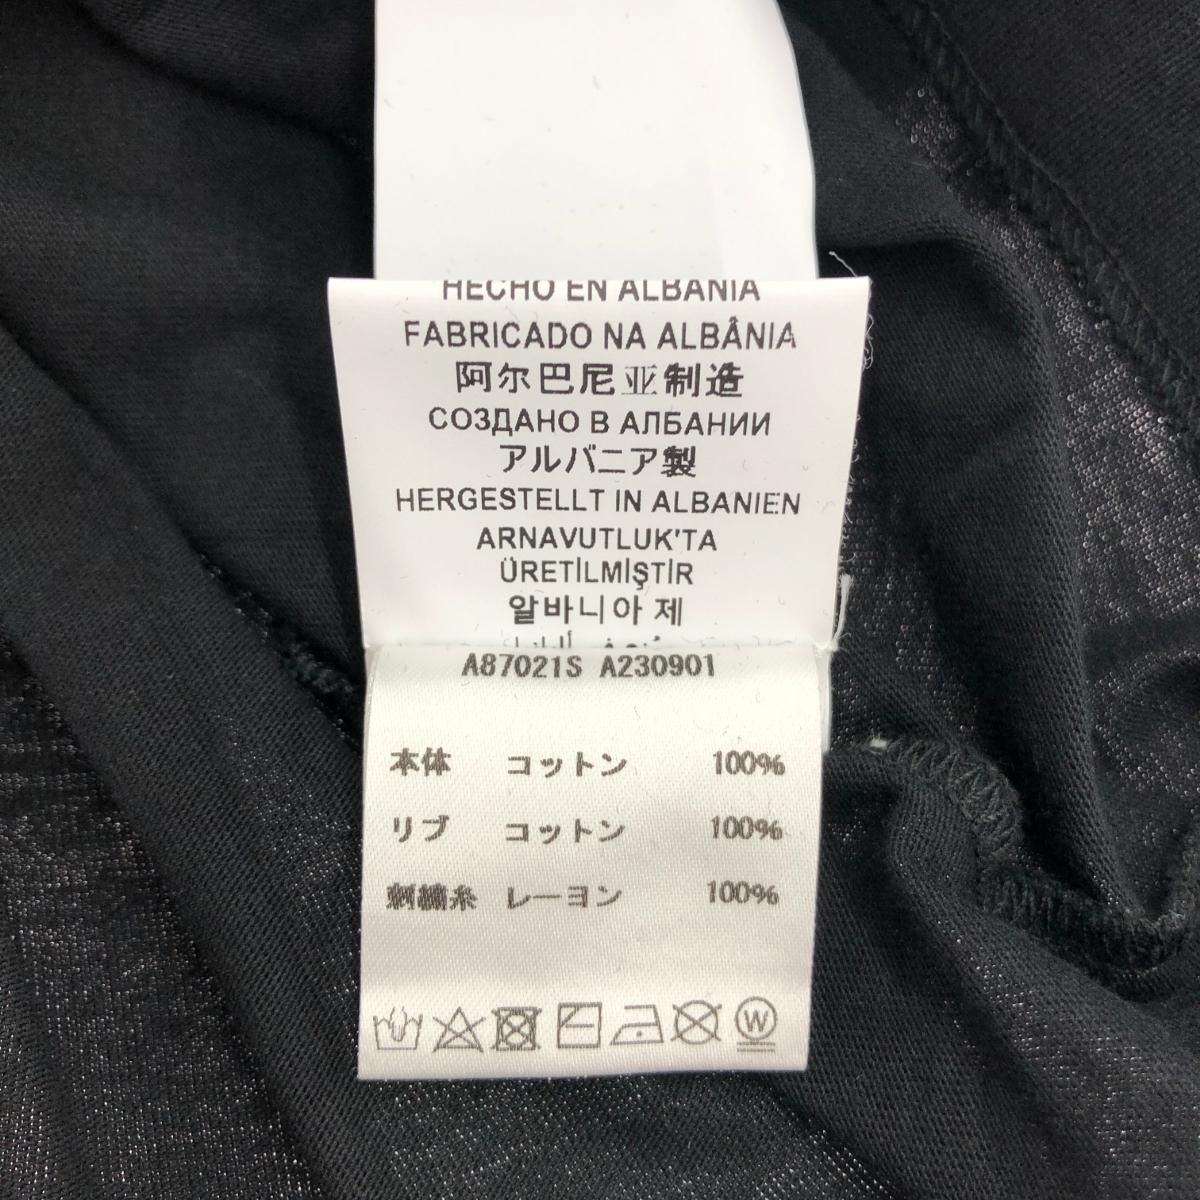 HECHO EN ALBANIA
FABRICADO NA ALBÂNIA
阿尔巴尼亚制造
СОЗДАНО В АЛБАНИИ
アルバニア製
HERGESTELLT IN ALBANIEN
ARNAVUTLUK'TA
ÜRETİLMİŞTİR
알바니아 제
A87021S A230901
本体 コットン 100%
リブ コットン 100%
刺繍糸 レーヨン 100%
W